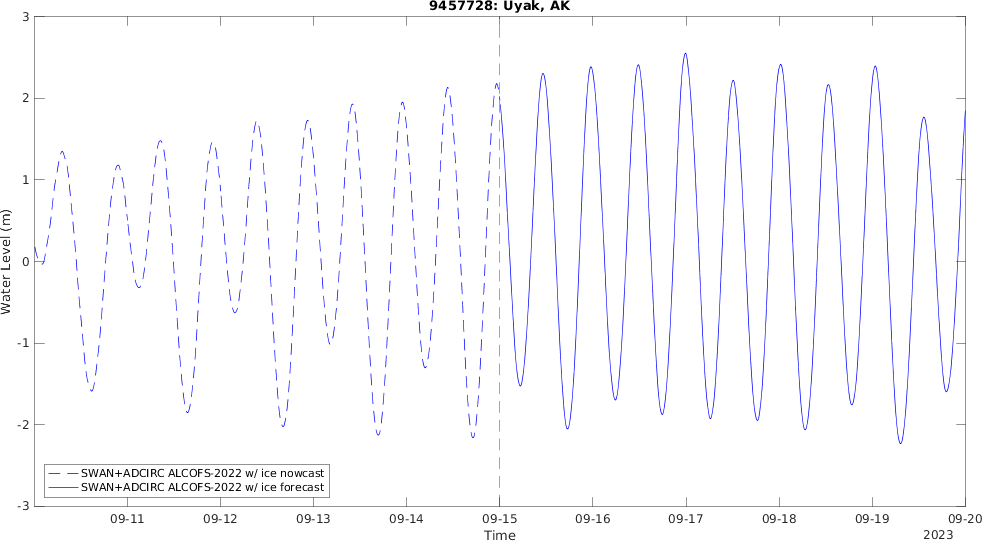 9457728: Uyak, AK
3
2
1
0
-1
-2
-3
Water Level (m)
SWAN+ADCIRC ALCOFS-2022 w/ ice nowcast
SWAN+ADCIRC ALCOFS-2022 w/ ice forecast
09-11 09-12 09-13 09-14 09-15 09-16 09-17 09-18 09-19 09-20
Time
2023